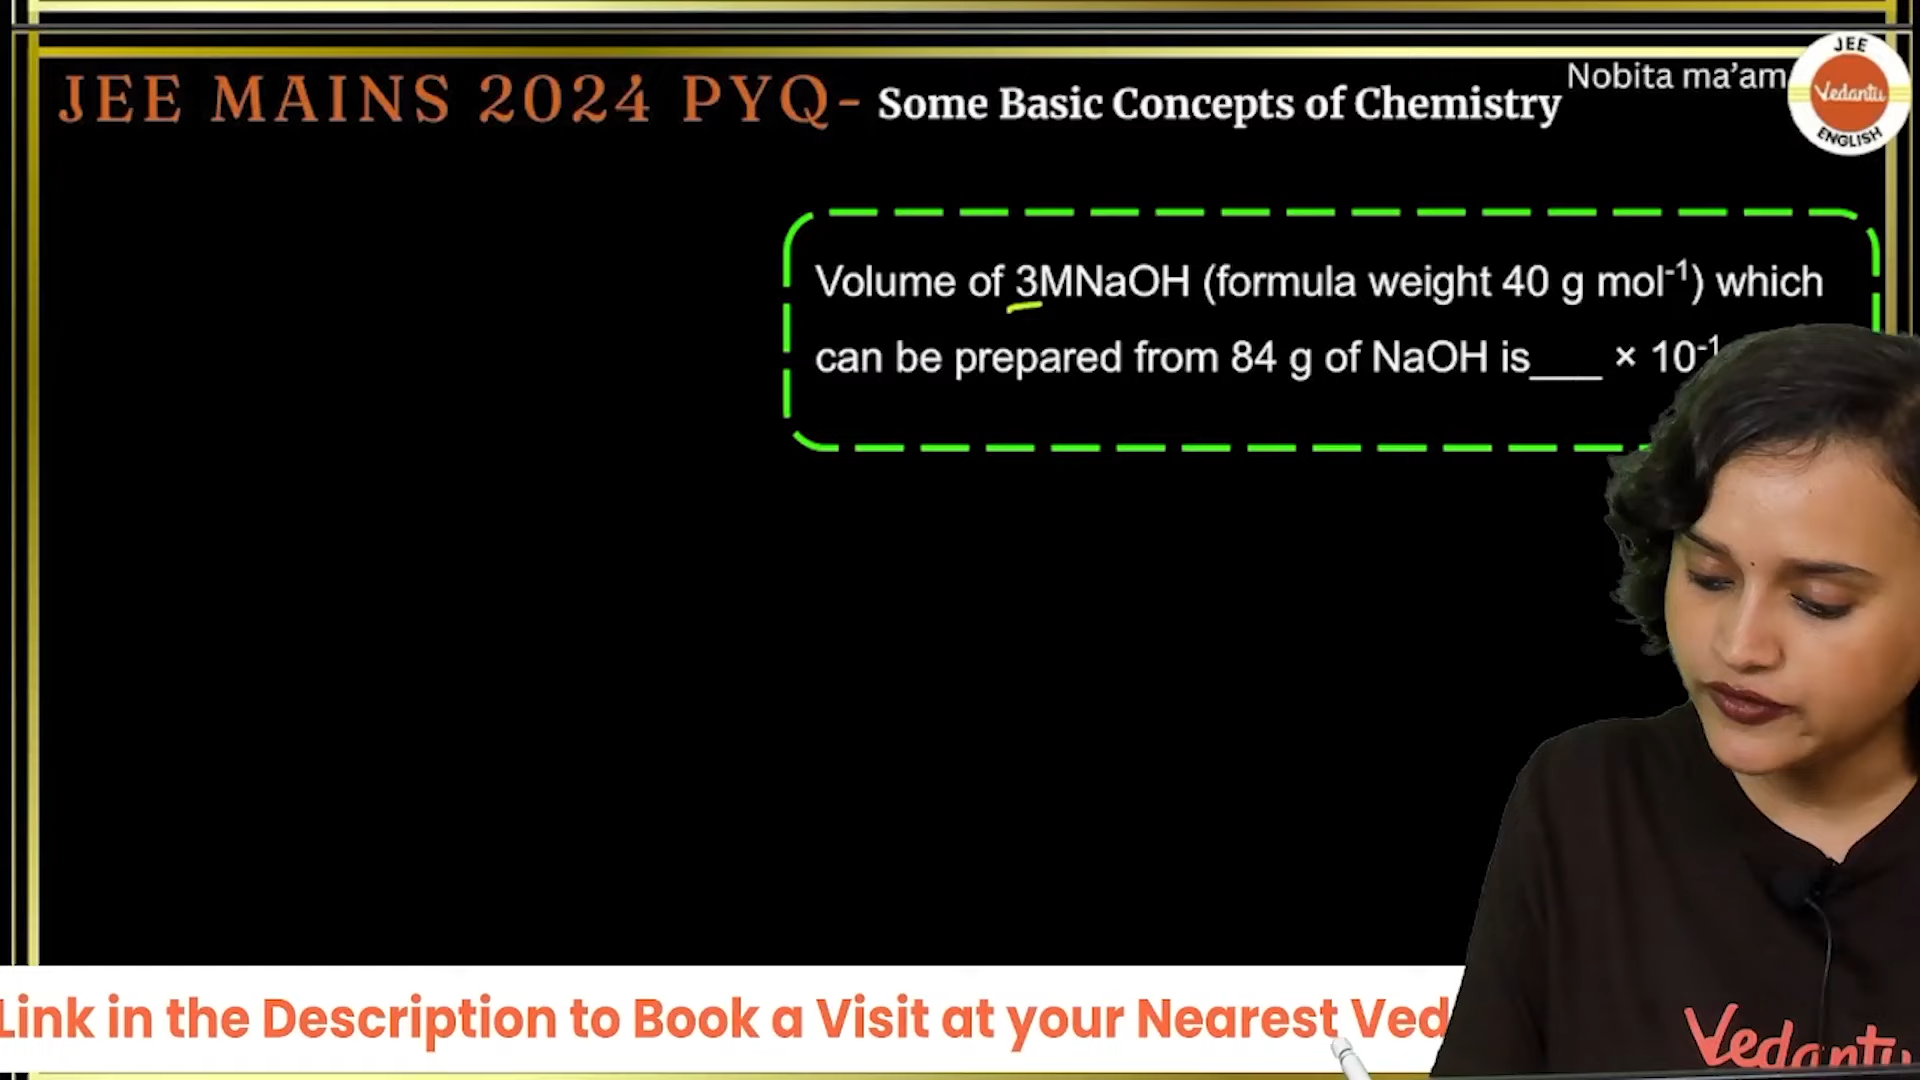 JEE MAINS 2024 PYQ- Some Basic Concepts of Chemistry
Nobita ma'am
JEE
Vedantu
ENGLISH
Volume of 3MNaOH (formula weight 40 g mol⁻¹) which
can be prepared from 84 g of NaOH is___ × 10⁻¹
Link in the Description to Book a Visit at your Nearest Ved
Vedantu